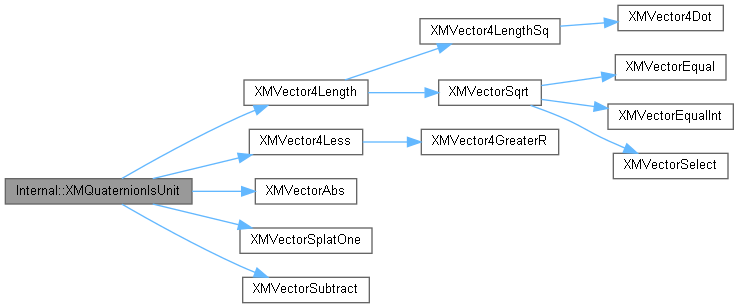 Internal::XMQuaternionIsUnit
XMVector4Length
XMVector4LengthSq
XMVector4Dot
XMVectorSqrt
XMVectorEqual
XMVectorEqualInt
XMVectorSelect
XMVector4Less
XMVector4GreaterR
XMVectorAbs
XMVectorSplatOne
XMVectorSubtract